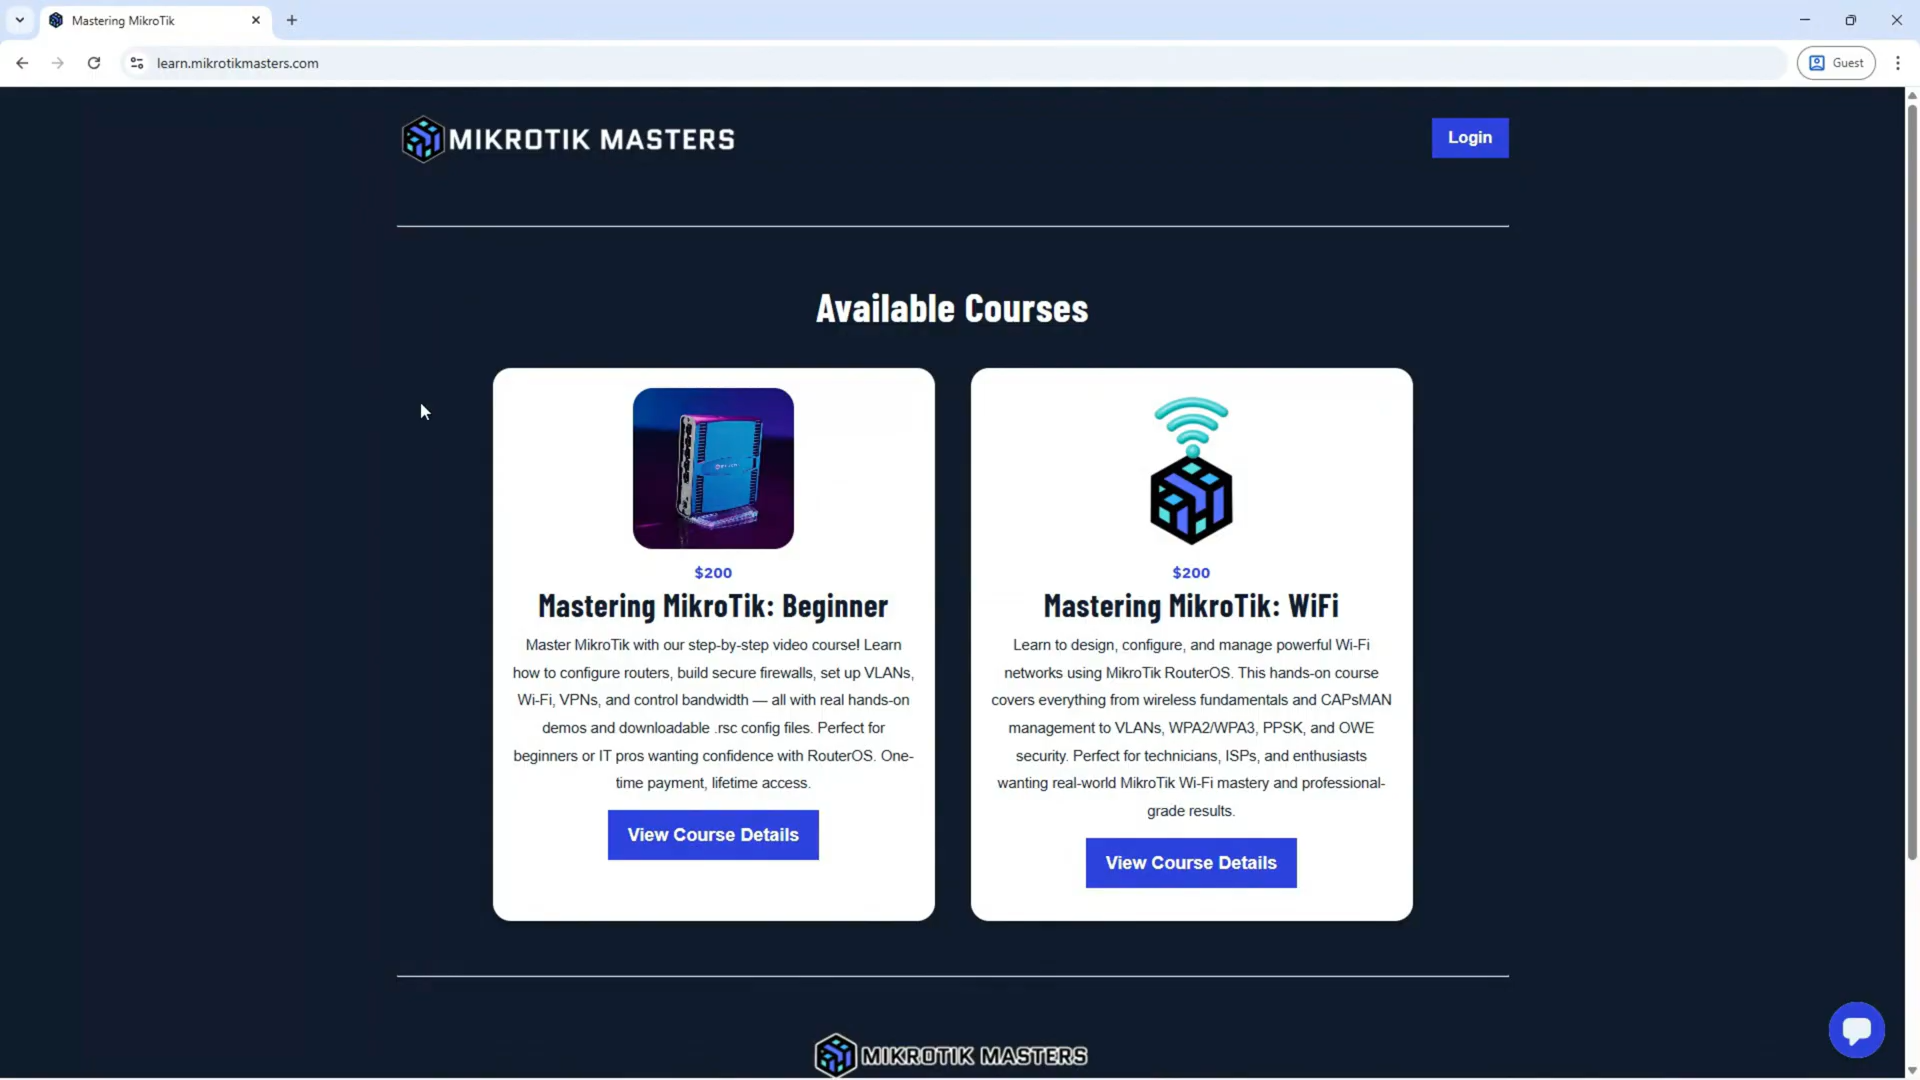 Mastering MikroTik
learn.mikrotikmasters.com
Guest
MIKROTIK MASTERS
Login
Available Courses
$200
Mastering MikroTik: Beginner
Master MikroTik with our step-by-step video course! Learn
how to configure routers, build secure firewalls, set up VLANs,
Wi-Fi, VPNs, and control bandwidth — all with real hands-on
demos and downloadable .rsc config files. Perfect for
beginners or IT pros wanting confidence with RouterOS. One-
time payment, lifetime access.
View Course Details
$200
Mastering MikroTik: WiFi
Learn to design, configure, and manage powerful Wi-Fi
networks using MikroTik RouterOS. This hands-on course
covers everything from wireless fundamentals and CAPsMAN
management to VLANs, WPA2/WPA3, PPSK, and OWE
security. Perfect for technicians, ISPs, and enthusiasts
wanting real-world MikroTik Wi-Fi mastery and professional-
grade results.
View Course Details
MIKROTIK MASTERS